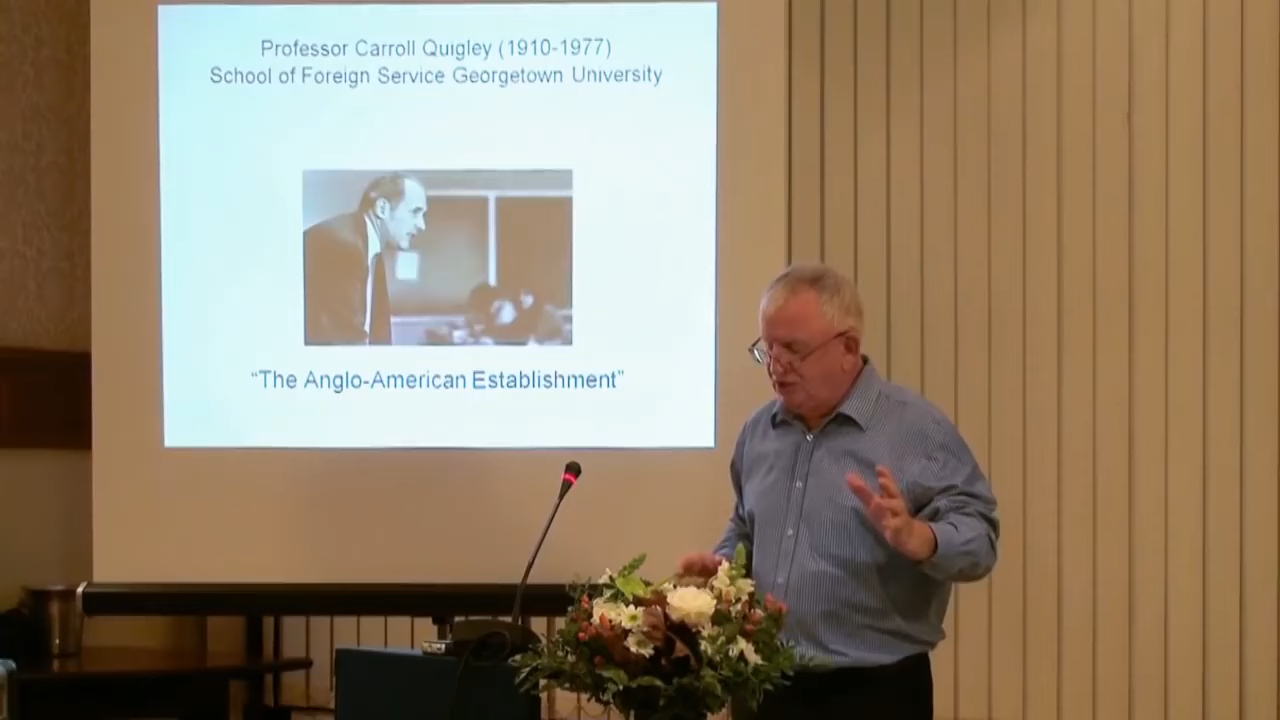 Professor Carroll Quigley (1910-1977)
School of Foreign Service Georgetown University
“The Anglo-American Establishment”